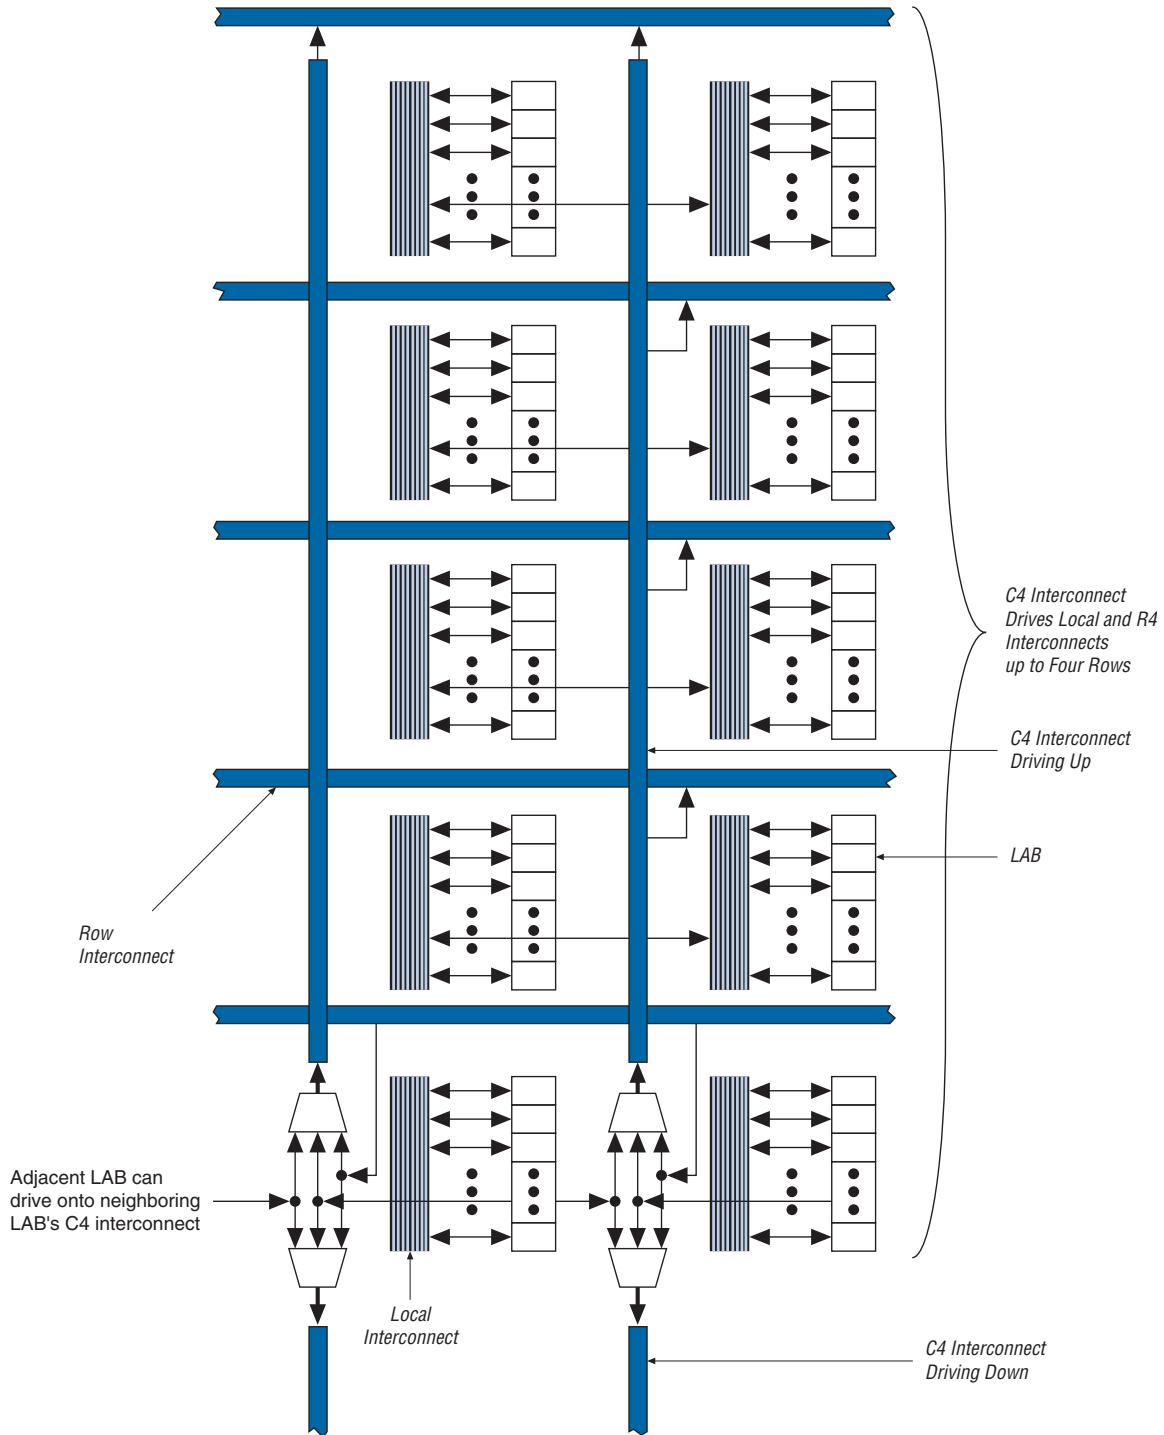 C4 Interconnect
Drives Local and R4
Interconnects
up to Four Rows
C4 Interconnect
Driving Up
LAB
Row
Interconnect
Adjacent LAB can
drive onto neighboring
LAB's C4 interconnect
Local
Interconnect
C4 Interconnect
Driving Down